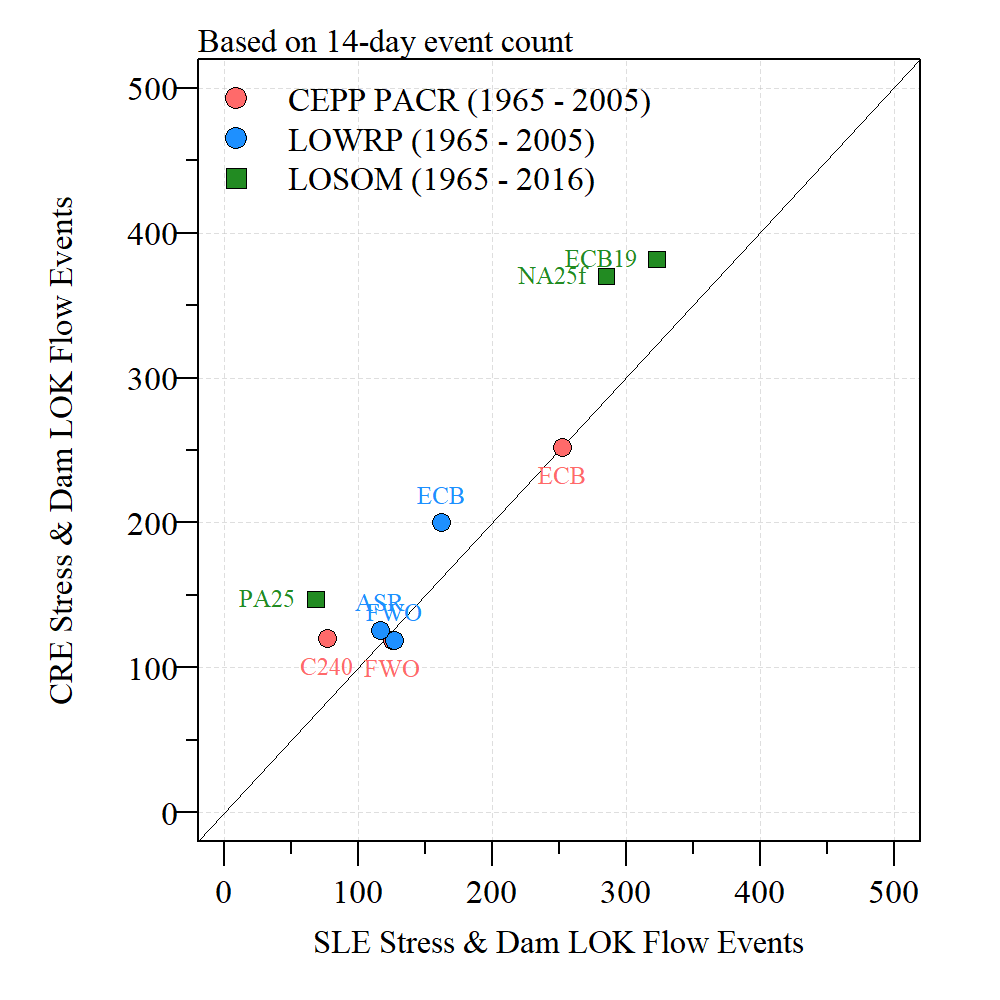 Based on 14-day event count
500
CEPP PACR (1965 - 2005)
LOWRP (1965 - 2005)
LOSOM (1965 - 2016)
400
ECB19
NA25f
300
ECB
ECB
200
PA25
ASR
FWO
C240
FWO
100
0
CRE Stress & Dam LOK Flow Events
0 100 200 300 400 500
SLE Stress & Dam LOK Flow Events